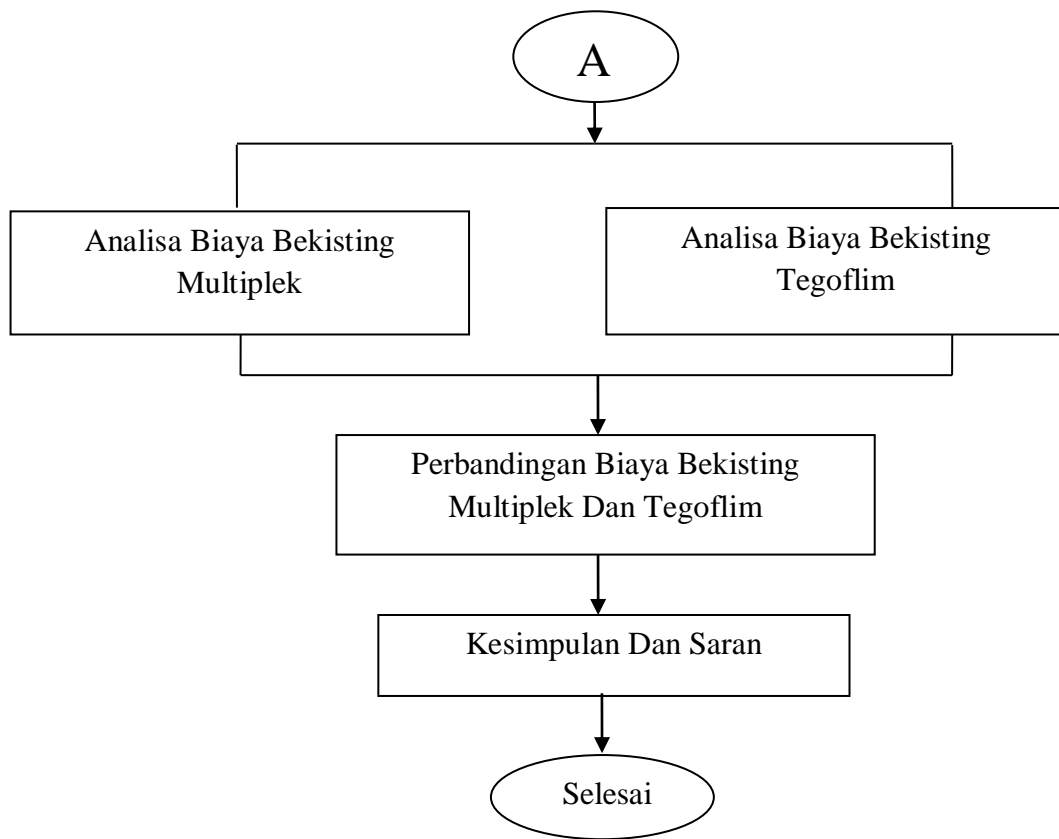 A
Analisa Biaya Bekisting
Multiplek
Analisa Biaya Bekisting
Tegoflim
Perbandingan Biaya Bekisting
Multiplek Dan Tegoflim
Kesimpulan Dan Saran
Selesai